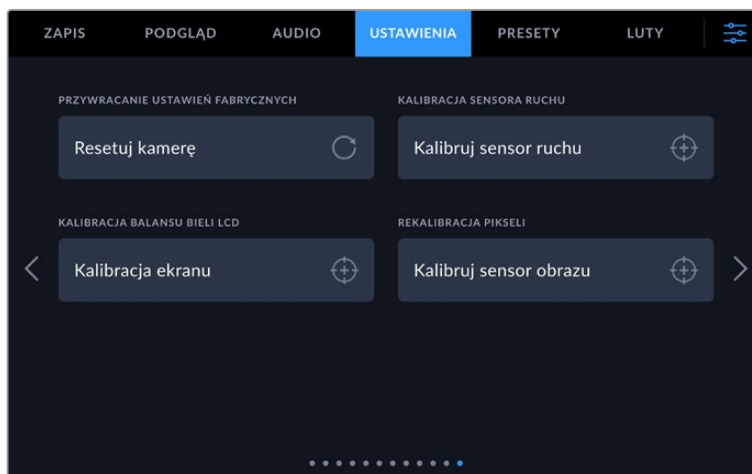 ZAPIS PODGLĄD AUDIO USTAWIENIA PRESETY LUTY
PRZYWRACANIE USTAWIEŃ FABRYCZNYCH
Resetuj kamerę
KALIBRACJA SENSORA RUCHU
Kalibruj sensor ruchu
KALIBRACJA BALANSU BIELI LCD
Kalibracja ekranu
REKALIBRACJA PIKSELI
Kalibruj sensor obrazu